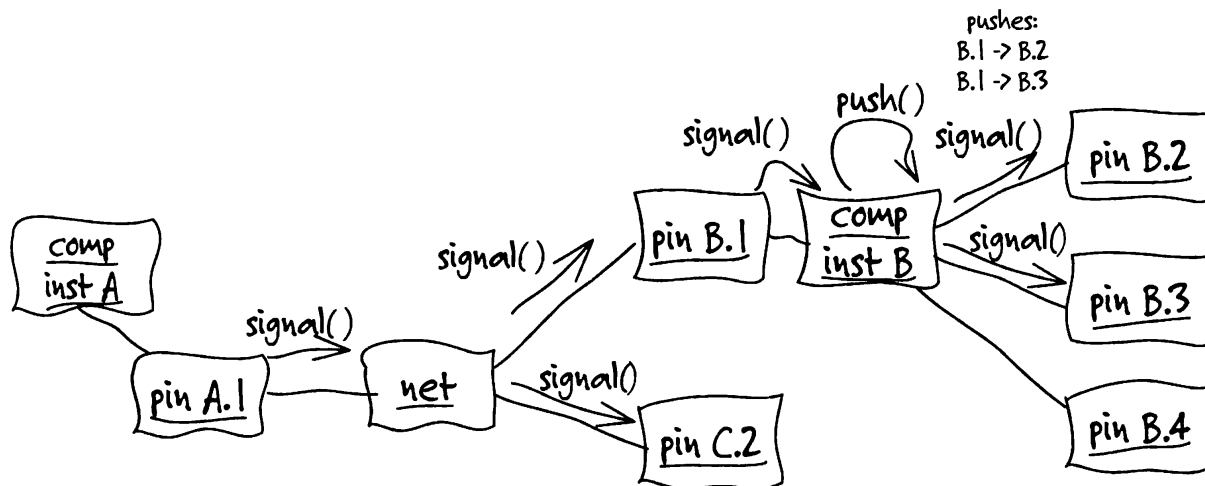 pushes:
B.1 -> B.2
B.1 -> B.3
push()
signal()
signal()
pin B.2
comp
inst A
signal()
pin B.1
comp
inst B
signal()
pin B.3
signal()
pin A.1
net
signal()
pin C.2
pin B.4